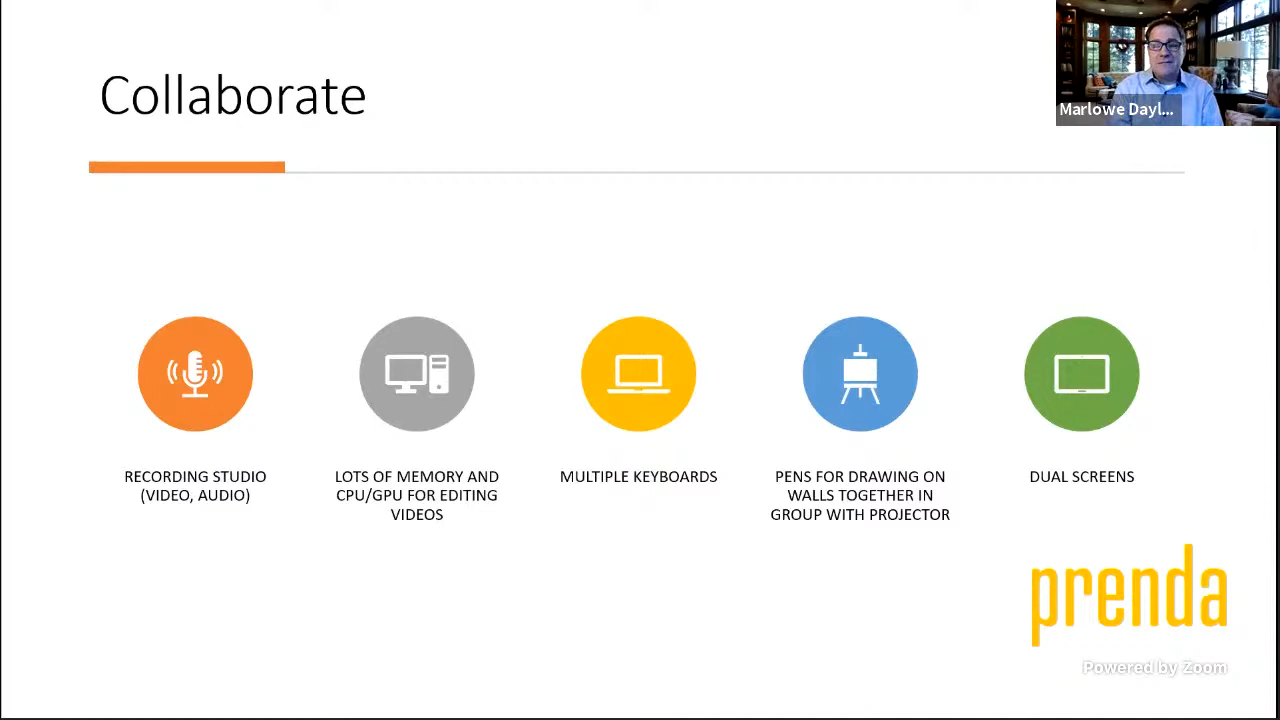 Collaborate
Marlowe Dayl...
RECORDING STUDIO
(VIDEO, AUDIO)
LOTS OF MEMORY AND
CPU/GPU FOR EDITING
VIDEOS
MULTIPLE KEYBOARDS
PENS FOR DRAWING ON
WALLS TOGETHER IN
GROUP WITH PROJECTOR
DUAL SCREENS
prenda
Powered by Zoom